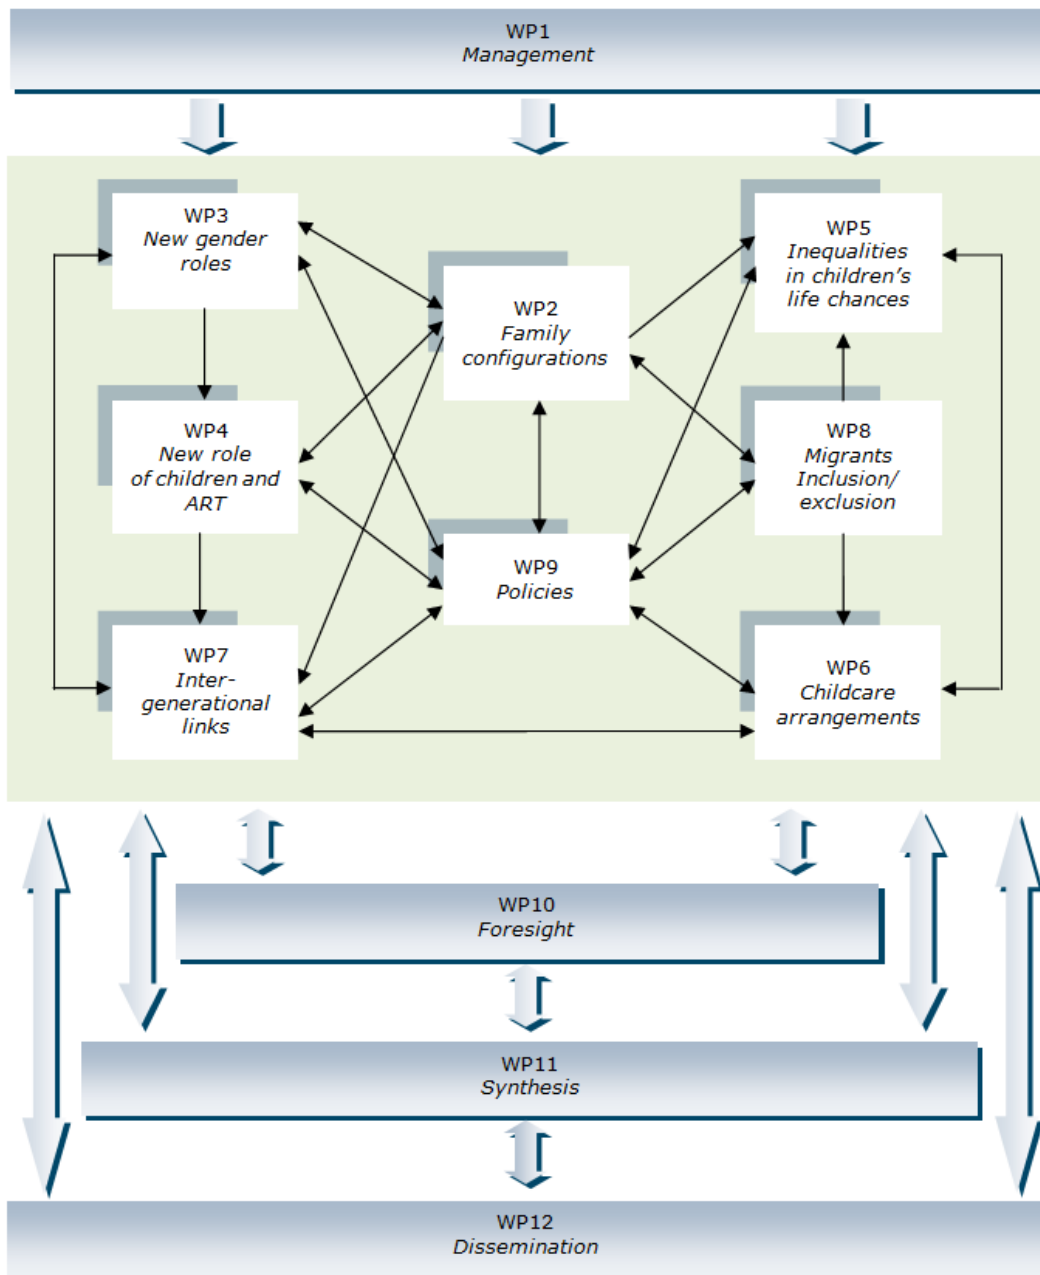 WP1
Management
WP3
New gender
roles
WP5
Inequalities
in children's
life chances
WP2
Family
configurations
WP4
New role
of children and
ART
WP8
Migrants
Inclusion/
exclusion
WP9
Policies
WP7
Inter-
generational
links
WP6
Childcare
arrangements
WP10
Foresight
WP11
Synthesis
WP12
Dissemination